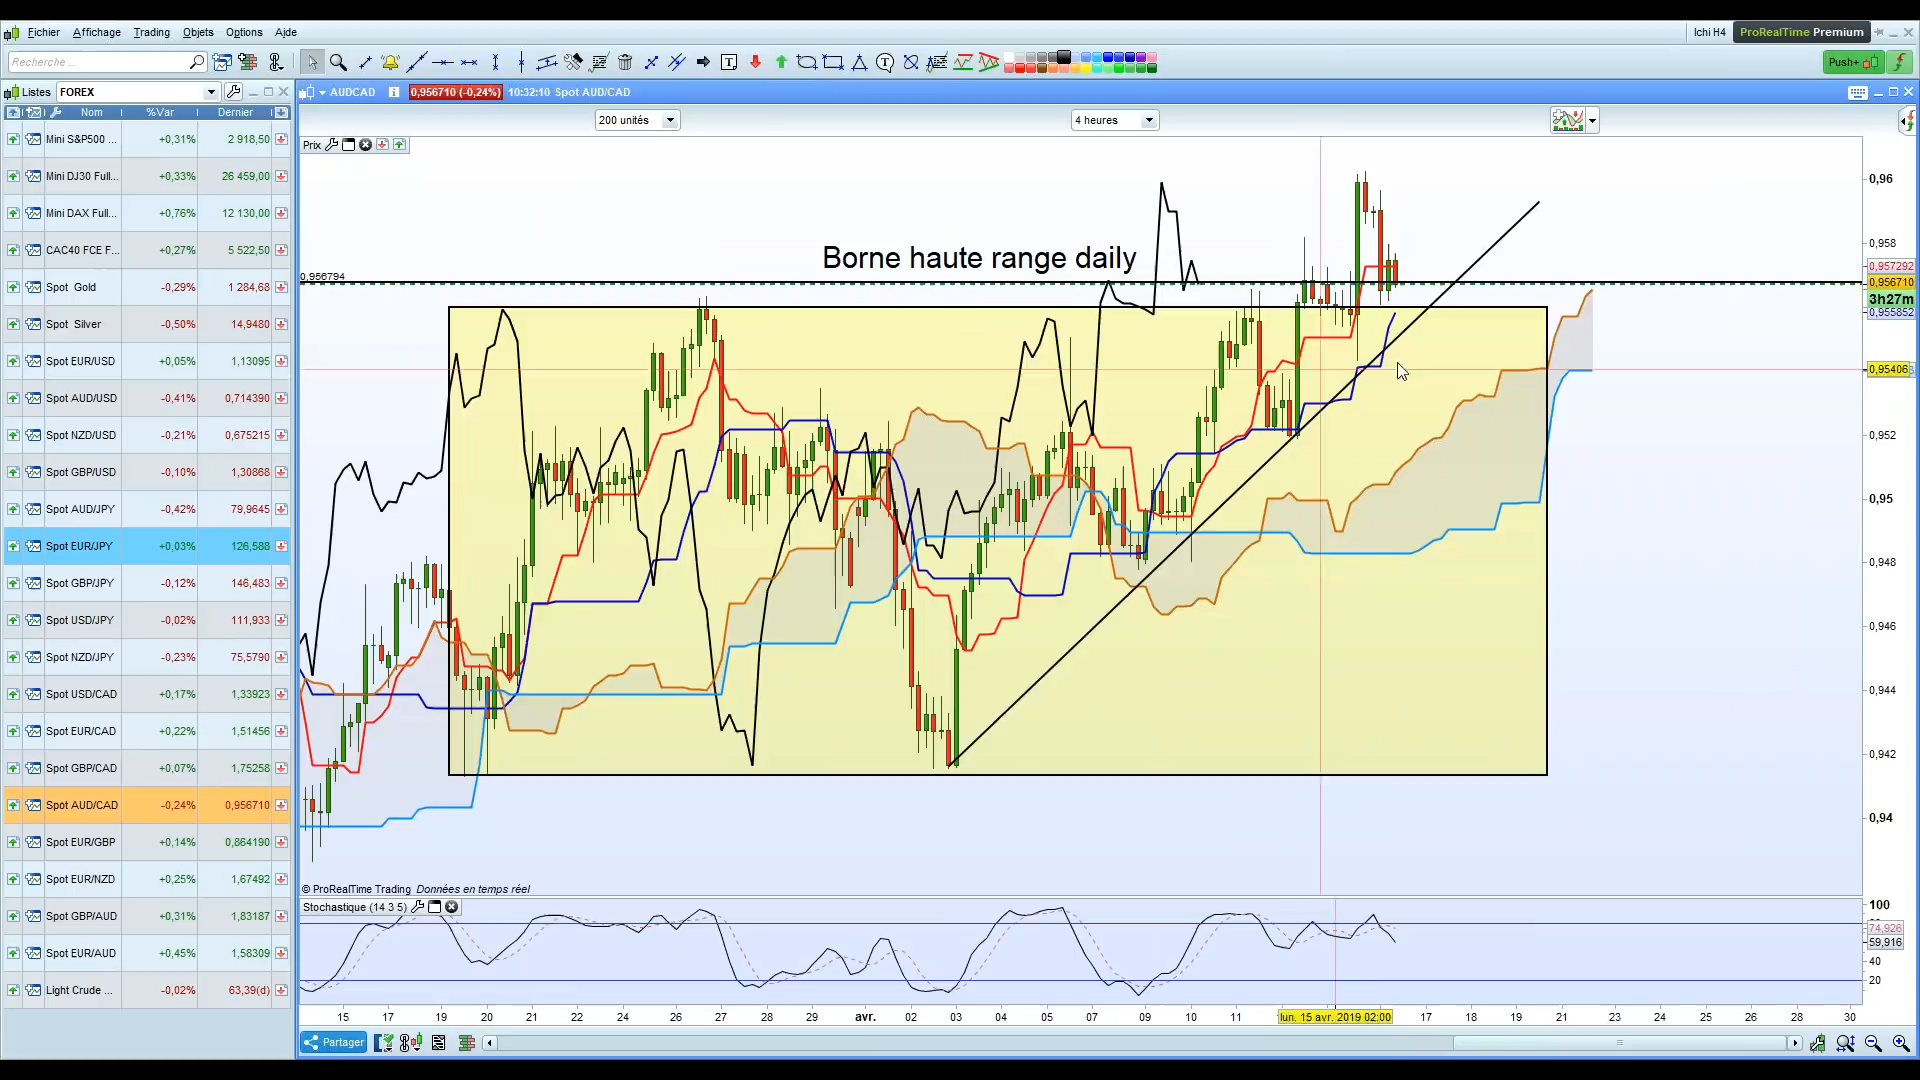 Fichier Affichage Trading Objets Options Aide
Ichi H4 ProRealTime Premium
Recherche ...
Push+
Listes FOREX
AUDCAD 0,956710 (-0,24%) 10:32:10 Spot AUD/CAD
Nom %Var Dernier
200 unités 4 heures
Prix
Mini S&P500 ... +0,31% 2 918,50
Mini DJ30 Full... +0,33% 26 459,00
Mini DAX Full... +0,76% 12 130,00
CAC40 FCE F... +0,27% 5 522,50
Spot Gold -0,29% 1 284,68
Spot Silver -0,50% 14,9480
Spot EUR/USD +0,05% 1,13095
Spot AUD/USD -0,41% 0,714390
Spot NZD/USD -0,21% 0,675215
Spot GBP/USD -0,10% 1,30868
Spot AUD/JPY -0,42% 79,9645
Spot EUR/JPY +0,03% 126,588
Spot GBP/JPY -0,12% 146,483
Spot USD/JPY -0,02% 111,933
Spot NZD/JPY -0,23% 75,5790
Spot USD/CAD +0,17% 1,33923
Spot EUR/CAD +0,22% 1,51456
Spot GBP/CAD +0,07% 1,75258
Spot AUD/CAD -0,24% 0,956710
Spot EUR/GBP +0,14% 0,864190
Spot EUR/NZD +0,25% 1,67492
Spot GBP/AUD +0,31% 1,83187
Spot EUR/AUD +0,45% 1,58309
Light Crude ... -0,02% 63,39(d)
Borne haute range daily
0,956794
0,96
0,958
0,957292
0,956710
3h27m
0,955852
0,95406
0,952
0,95
0,948
0,946
0,944
0,942
0,94
© ProRealTime Trading Données en temps réel
Stochastique (14 3 5)
100
74,926
59,916
40
20
15 17 19 20 21 22 24 26 27 28 29 avr. 02 03 04 05 07 09 10 11 lun. 15 avr. 2019 02:00 17 18 19 21 23 24 25 26 28 30
Partager